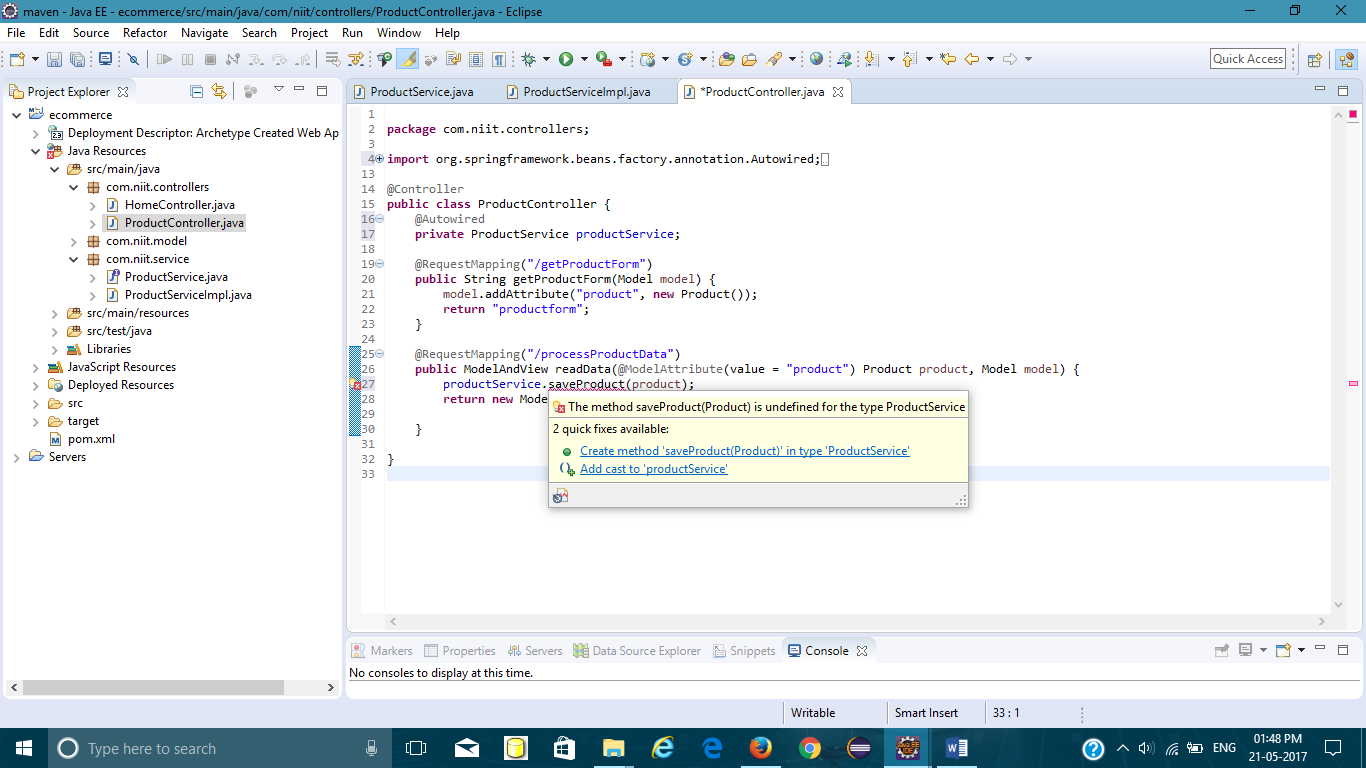 maven - Java EE - ecommerce/src/main/java/com/niit/controllers/ProductController.java - Eclipse
File Edit Source Refactor Navigate Search Project Run Window Help
Quick Access
Project Explorer
ecommerce
Deployment Descriptor: Archetype Created Web Ap
Java Resources
src/main/java
com.niit.controllers
HomeController.java
ProductController.java
com.niit.model
com.niit.service
ProductService.java
ProductServiceImpl.java
src/main/resources
src/test/java
Libraries
JavaScript Resources
Deployed Resources
src
target
pom.xml
Servers
ProductService.java ProductServiceImpl.java *ProductController.java
1
2 package com.niit.controllers;
3
4 import org.springframework.beans.factory.annotation.Autowired;
13
14 @Controller
15 public class ProductController {
16 @Autowired
17 private ProductService productService;
18
19 @RequestMapping("/getProductForm")
20 public String getProductForm(Model model) {
21 model.addAttribute("product", new Product());
22 return "productform";
23 }
24
25 @RequestMapping("/processProductData")
26 public ModelAndView readData(@ModelAttribute(value = "product") Product product, Model model) {
27 productService.saveProduct(product);
28 return new Mode
29
30 }
31
32 }
33
The method saveProduct(Product) is undefined for the type ProductService
2 quick fixes available:
Create method 'saveProduct(Product)' in type 'ProductService'
Add cast to 'productService'
Markers Properties Servers Data Source Explorer Snippets Console
No consoles to display at this time.
Writable Smart Insert 33 : 1
Type here to search
ENG
01:48 PM
21-05-2017